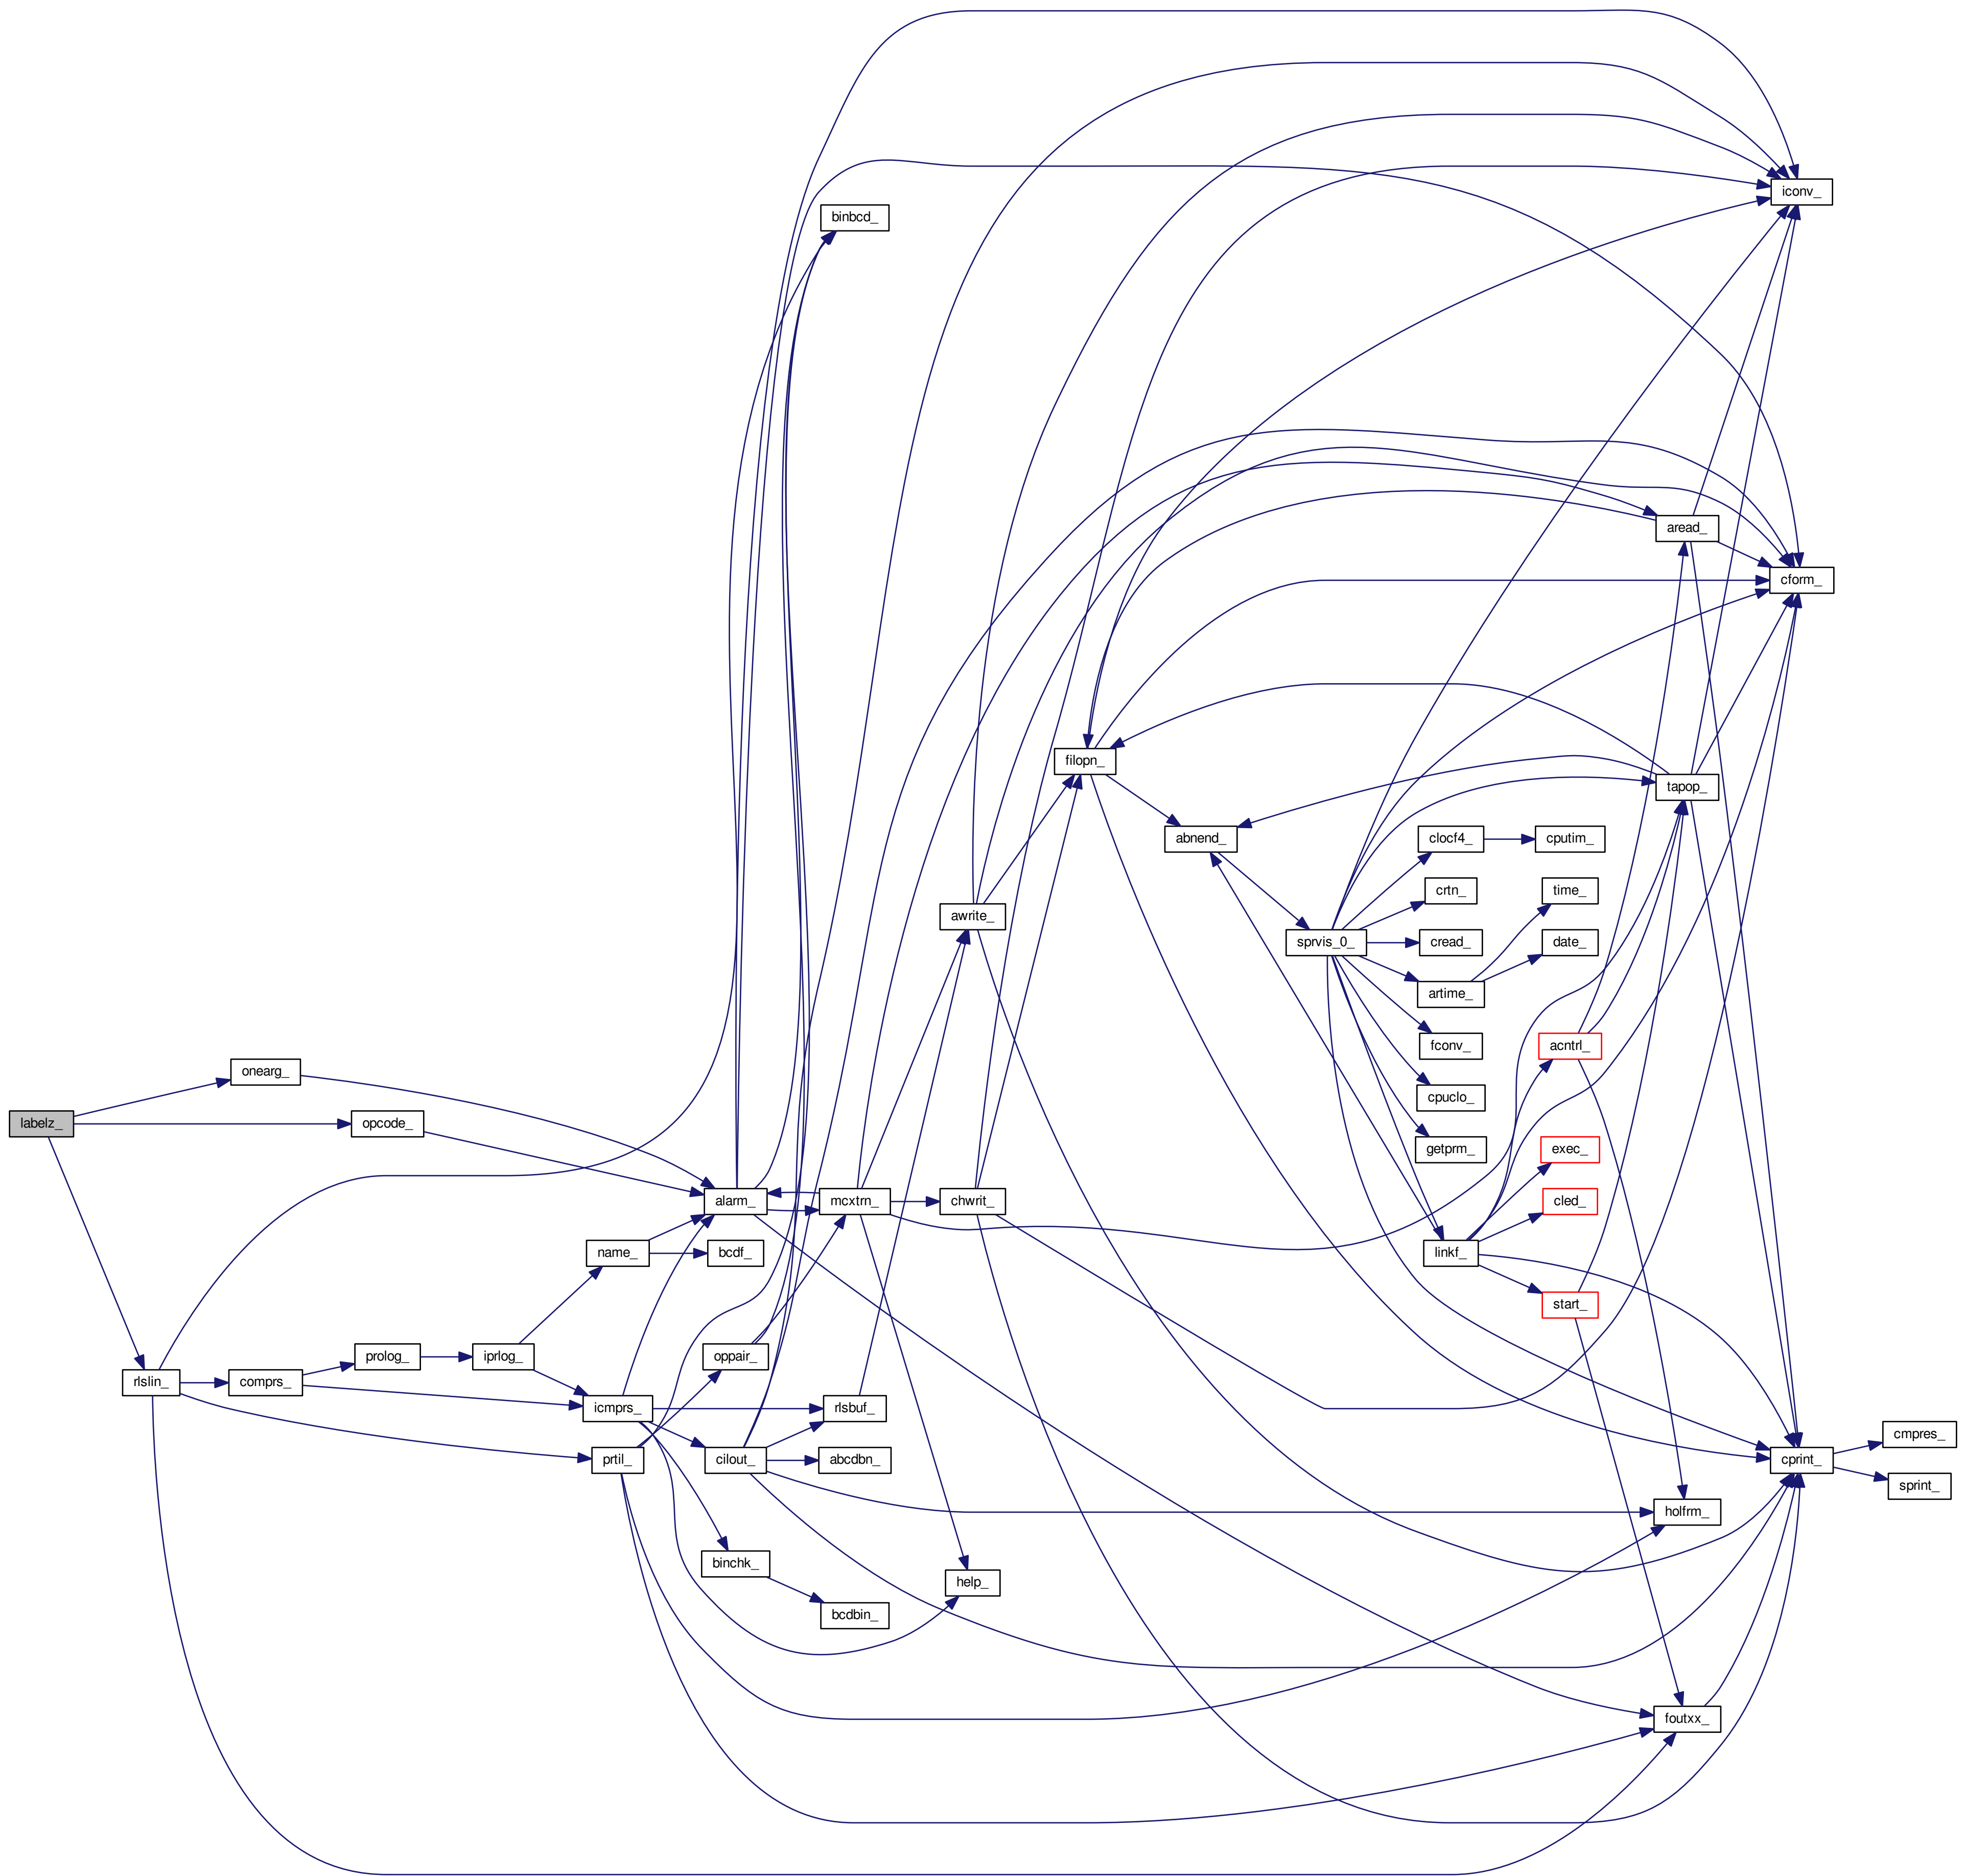 iconv_
binbcd_
aread_
cform_
filopn_
tapop_
abnend_
clocf4_
cputim_
crtn_
time_
awrite_
sprvis_0_
cread_
date_
artime_
acntrl_
fconv_
onearg_
cpuclo_
labelz_
opcode_
getprm_
exec_
alarm_
mcxtrn_
chwrit_
cled_
name_
bcdf_
linkf_
start_
prolog_
iprlog_
oppair_
rlslin_
comprs_
icmprs_
rlsbuf_
cmpres_
prtil_
cilout_
abcdbn_
cprint_
sprint_
holfrm_
binchk_
help_
bcdbin_
foutxx_